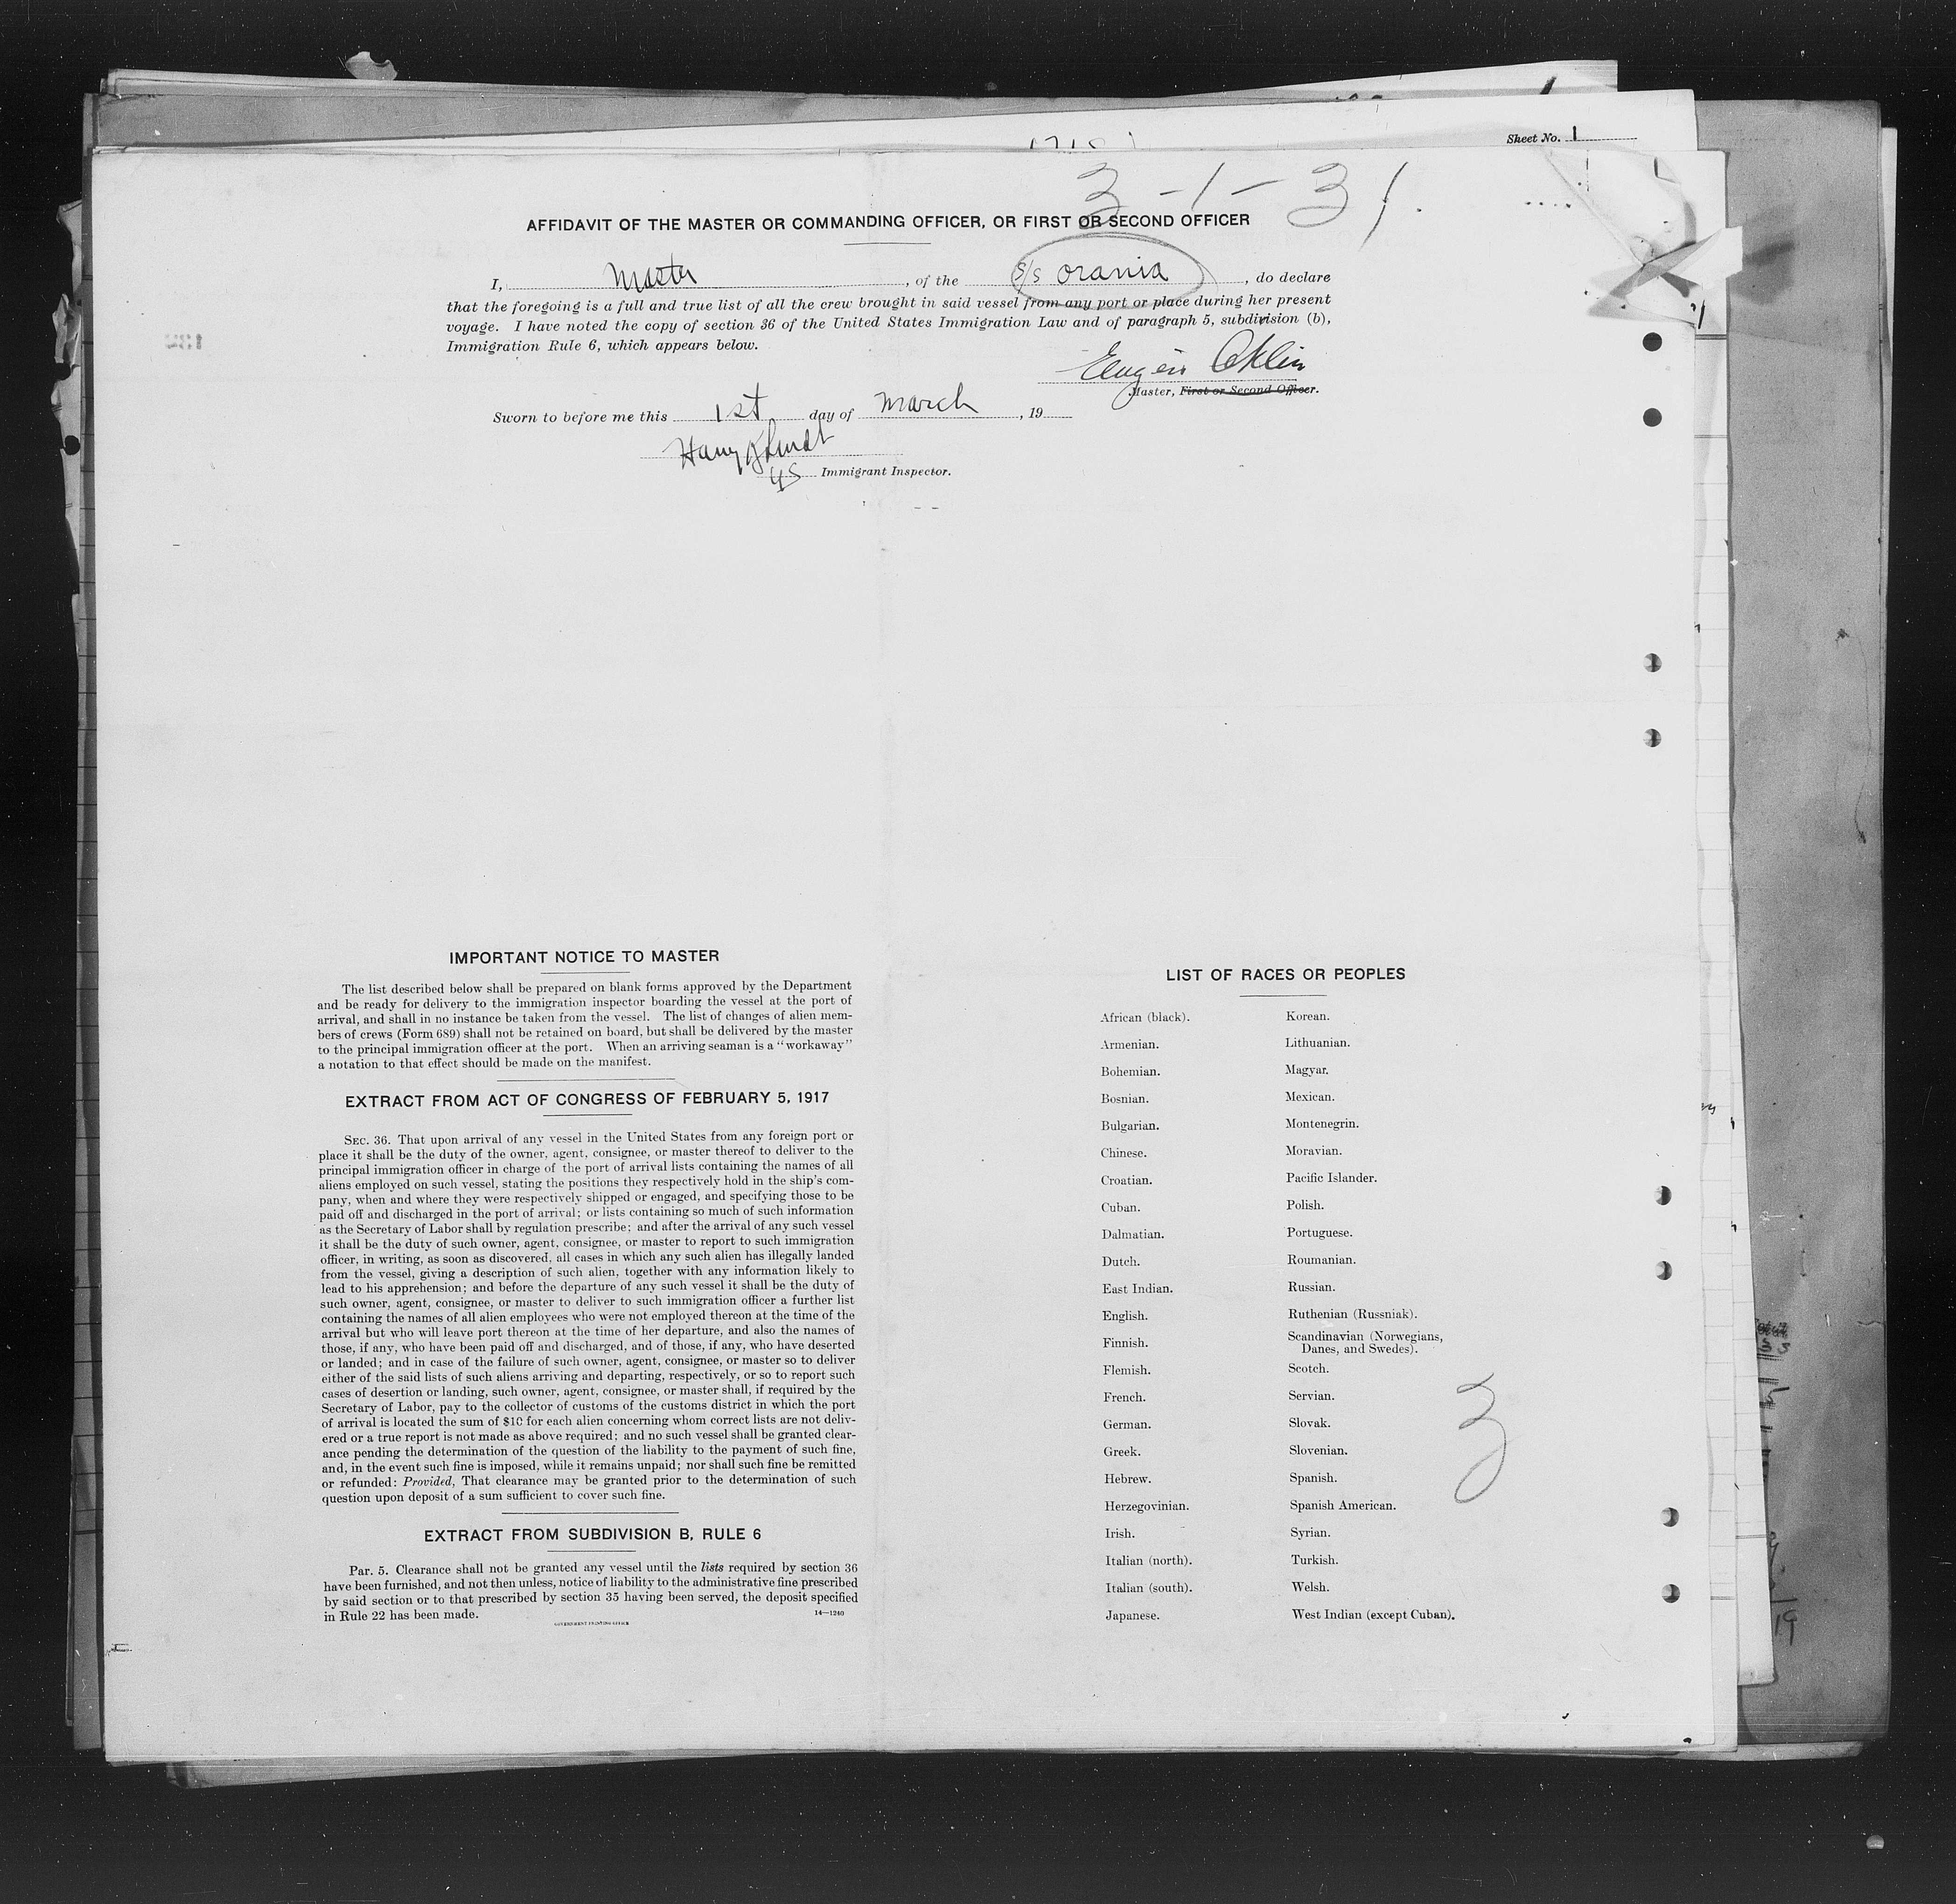 Sheet No. 1
3-1-31.
AFFIDAVIT OF THE MASTER OR COMMANDING OFFICER, OR FIRST OR SECOND OFFICER
I, Master, of the S/S Orania, do declare
that the foregoing is a full and true list of all the crew brought in said vessel from any port or place during her present
voyage. I have noted the copy of section 36 of the United States Immigration Law and of paragraph 5, subdivision (b),
Immigration Rule 6, which appears below.
Master, First or Second Officer.
Sworn to before me this 1st day of March, 19
Harry
US Immigrant Inspector.
IMPORTANT NOTICE TO MASTER
The list described below shall be prepared on blank forms approved by the Department
and be ready for delivery to the immigration inspector boarding the vessel at the port of
arrival, and shall in no instance be taken from the vessel. The list of changes of alien mem-
bers of crews (Form 689) shall not be retained on board, but shall be delivered by the master
to the principal immigration officer at the port. When an arriving seaman is a "workaway"
a notation to that effect should be made on the manifest.
EXTRACT FROM ACT OF CONGRESS OF FEBRUARY 5, 1917
SEC. 36. That upon arrival of any vessel in the United States from any foreign port or
place it shall be the duty of the owner, agent, consignee, or master thereof to deliver to the
principal immigration officer in charge of the port of arrival lists containing the names of all
aliens employed on such vessel, stating the positions they respectively hold in the ship's com-
pany, when and where they were respectively shipped or engaged, and specifying those to be
paid off and discharged in the port of arrival; or lists containing so much of such information
as the Secretary of Labor shall by regulation prescribe; and after the arrival of any such vessel
it shall be the duty of such owner, agent, consignee, or master to report to such immigration
officer, in writing, as soon as discovered, all cases in which any such alien has illegally landed
from the vessel, giving a description of such alien, together with any information likely to
lead to his apprehension; and before the departure of any such vessel it shall be the duty of
such owner, agent, consignee, or master to deliver to such immigration officer a further list
containing the names of all alien employees who were not employed thereon at the time of the
arrival but who will leave port thereon at the time of her departure, and also the names of
those, if any, who have been paid off and discharged, and of those, if any, who have deserted
or landed; and in case of the failure of such owner, agent, consignee, or master so to deliver
either of the said lists of such aliens arriving and departing, respectively, or so to report such
cases of desertion or landing, such owner, agent, consignee, or master shall, if required by the
Secretary of Labor, pay to the collector of customs of the customs district in which the port
of arrival is located the sum of $10 for each alien concerning whom correct lists are not deliv-
ered or a true report is not made as above required; and no such vessel shall be granted clear-
ance pending the determination of the question of the liability to the payment of such fine,
and, in the event such fine is imposed, while it remains unpaid; nor shall such fine be remitted
or refunded: Provided, That clearance may be granted prior to the determination of such
question upon deposit of a sum sufficient to cover such fine.
EXTRACT FROM SUBDIVISION B, RULE 6
Par. 5. Clearance shall not be granted any vessel until the lists required by section 36
have been furnished, and not then unless, notice of liability to the administrative fine prescribed
by said section or to that prescribed by section 35 having been served, the deposit specified
in Rule 22 has been made.
14—1240
GOVERNMENT PRINTING OFFICE
LIST OF RACES OR PEOPLES
African (black).
Armenian.
Bohemian.
Bosnian.
Bulgarian.
Chinese.
Croatian.
Cuban.
Dalmatian.
Dutch.
East Indian.
English.
Finnish.
Flemish.
French.
German.
Greek.
Hebrew.
Herzegovinian.
Irish.
Italian (north).
Italian (south).
Japanese.
Korean.
Lithuanian.
Magyar.
Mexican.
Montenegrin.
Moravian.
Pacific Islander.
Polish.
Portuguese.
Roumanian.
Russian.
Ruthenian (Russniak).
Scandinavian (Norwegians,
Danes, and Swedes).
Scotch.
Servian.
Slovak.
Slovenian.
Spanish.
Spanish American.
Syrian.
Turkish.
Welsh.
West Indian (except Cuban).
3